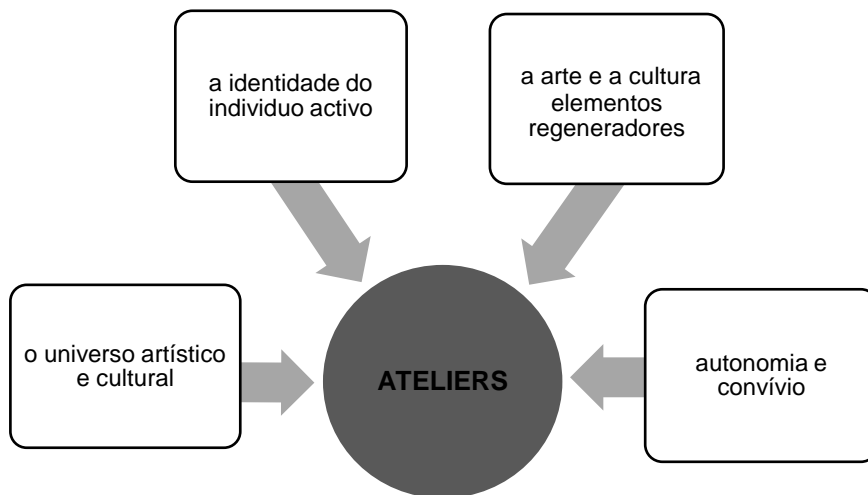 a identidade do
individuo activo
a arte e a cultura
elementos
regeneradores
o universo artístico
e cultural
ATELIERS
autonomia e
convívio